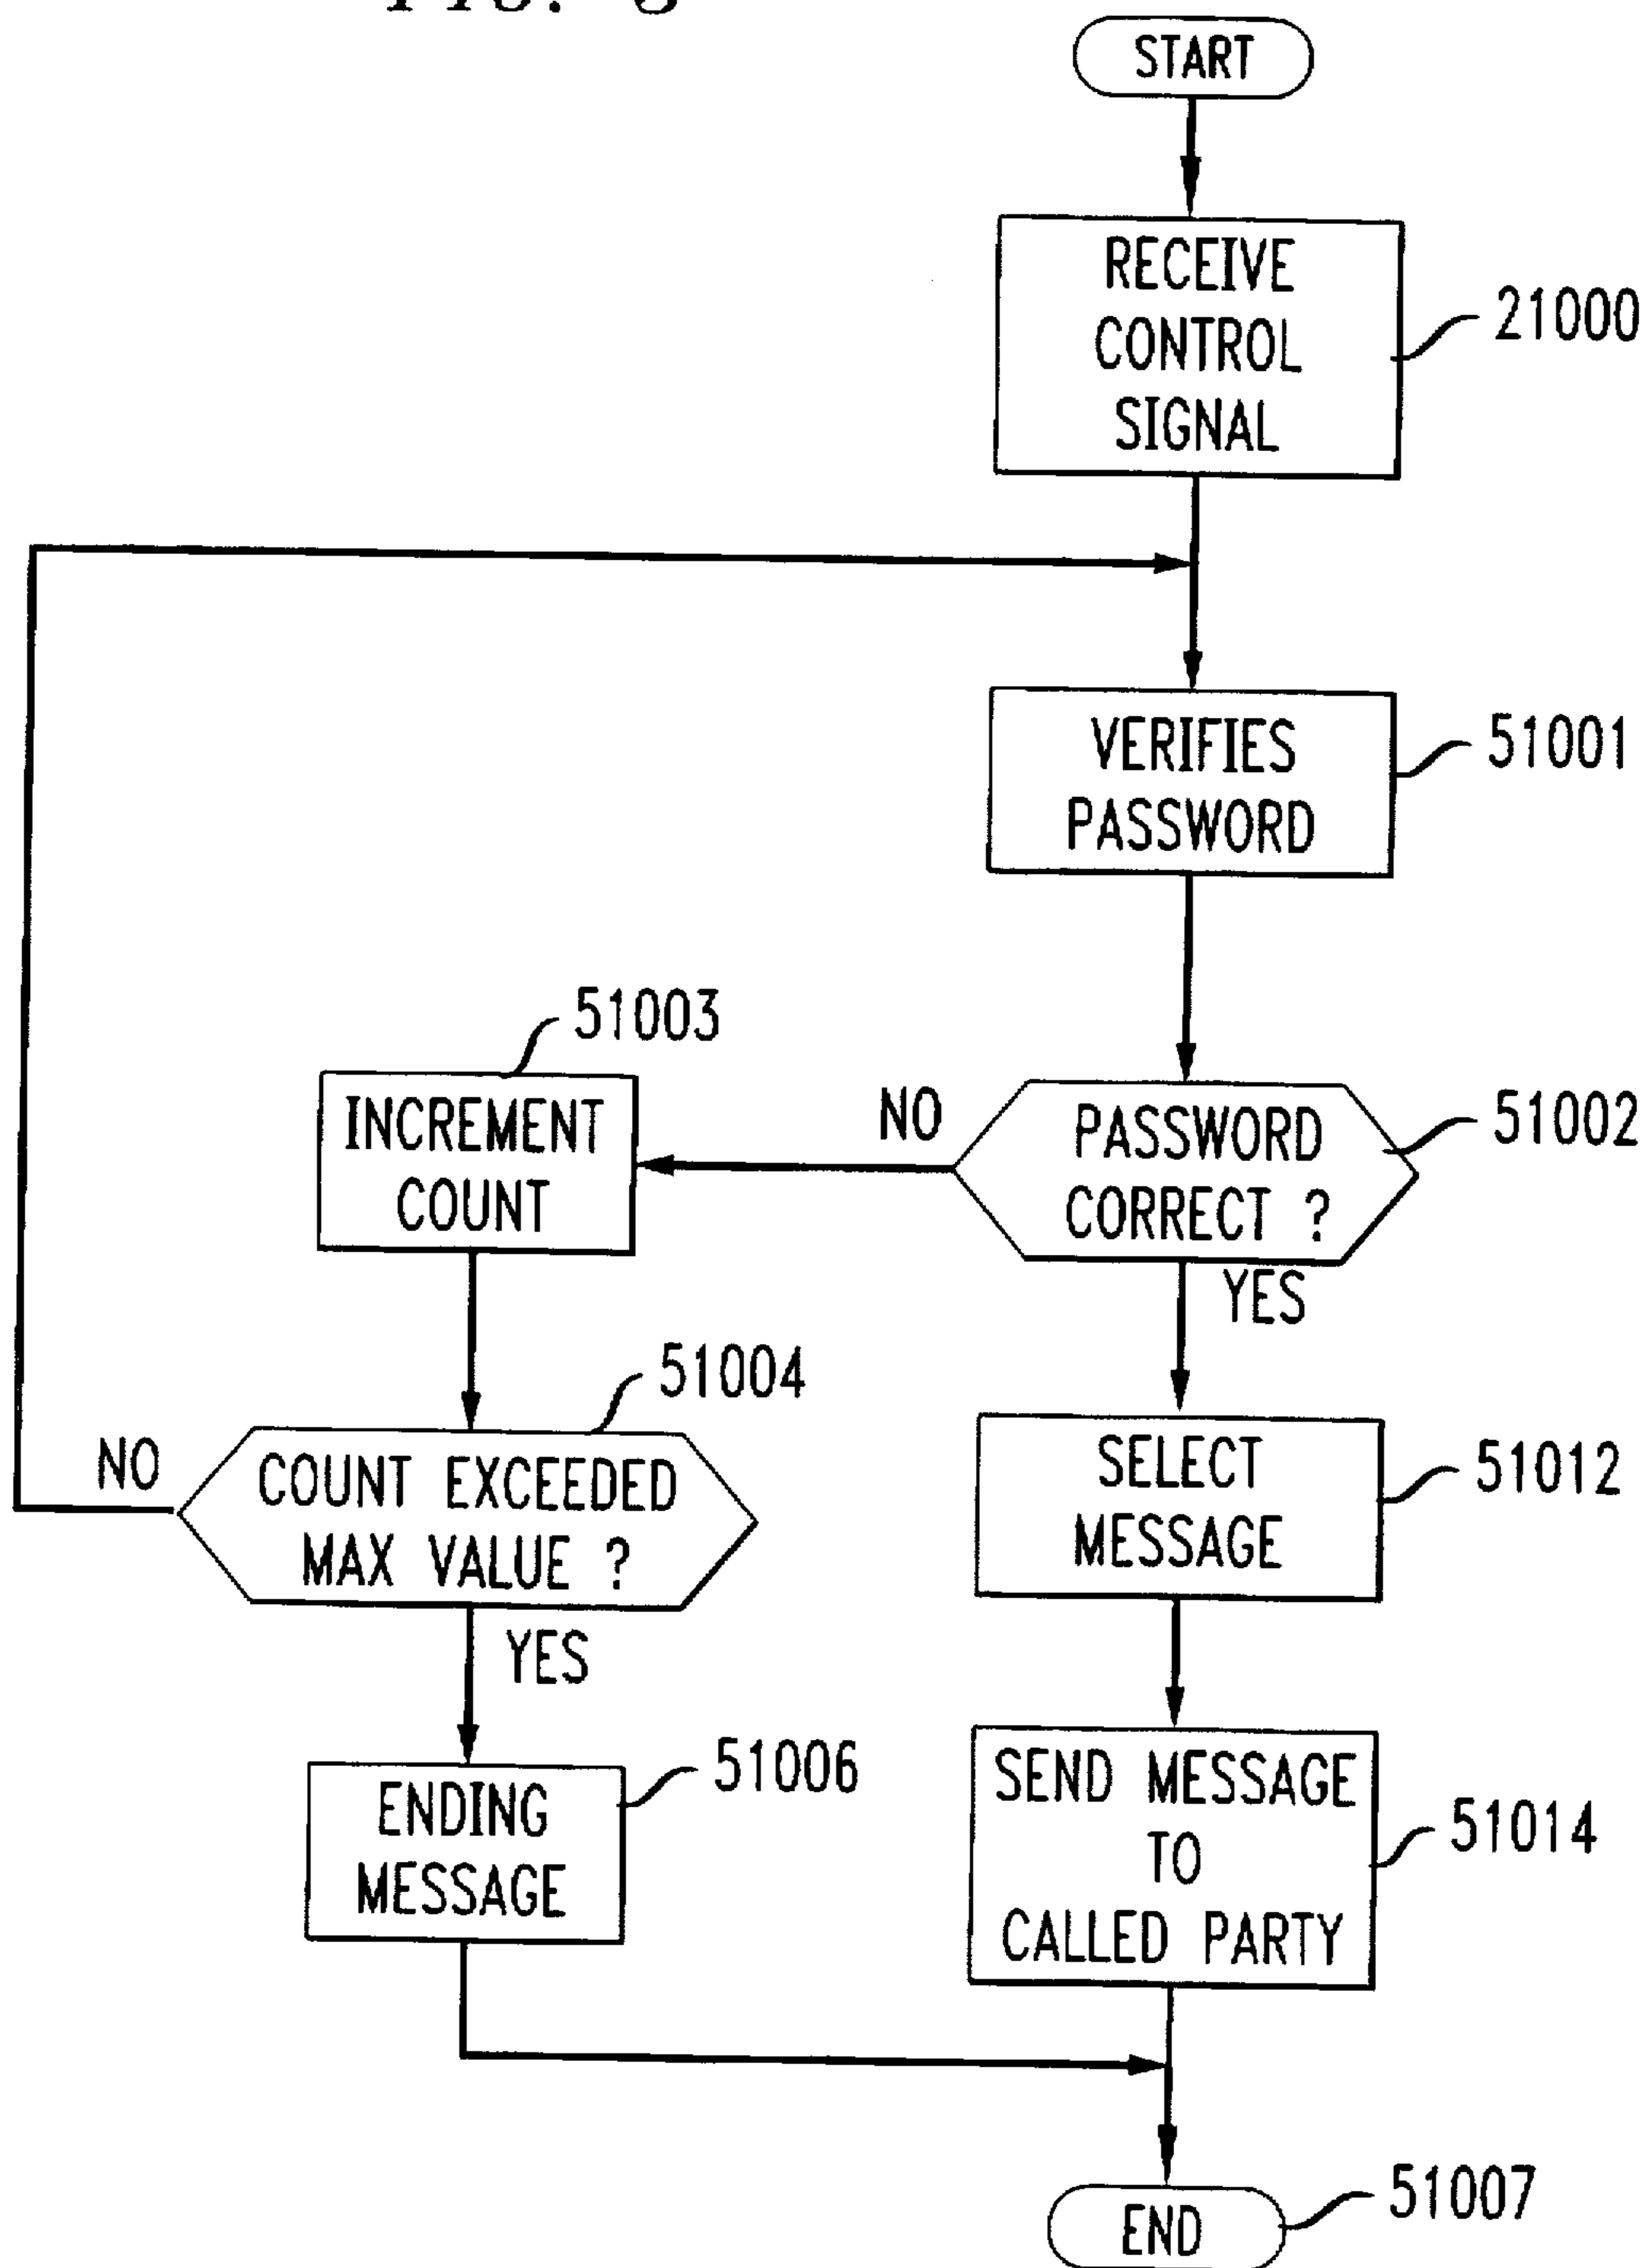 FIG.
START
RECEIVE
CONTROL
SIGNAL
21000
VERIFIES
PASSWORD
51001
51003
INCREMENT
COUNT
NO
PASSWORD
CORRECT ?
51002
YES
51004
NO
COUNT EXCEEDED
MAX VALUE ?
YES
SELECT
MESSAGE
51012
ENDING
MESSAGE
51006
SEND MESSAGE
TO
CALLED PARTY
51014
END
51007